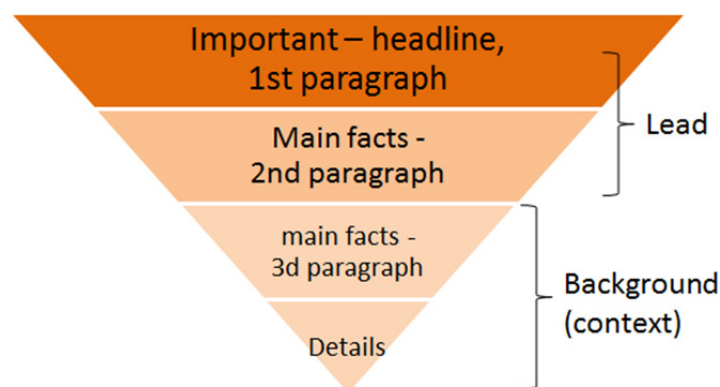 Important – headline,
1st paragraph
Lead
Main facts -
2nd paragraph
main facts -
3d paragraph
Background
(context)
Details